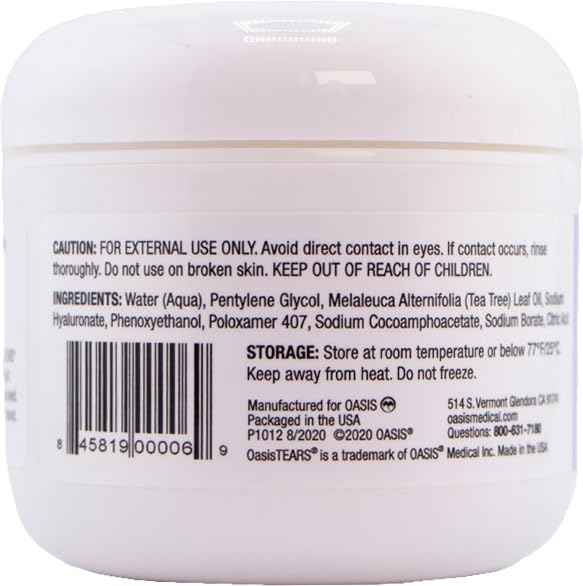 CAUTION: FOR EXTERNAL USE ONLY. Avoid direct contact in eyes. If contact occurs, rinse
thoroughly. Do not use on broken skin. KEEP OUT OF REACH OF CHILDREN.
INGREDIENTS: Water (Aqua), Pentylene Glycol, Melaleuca Alternifolia (Tea Tree) Leaf Oil, Sodium
Hyaluronate, Phenoxyethanol, Poloxamer 407, Sodium Cocoamphoacetate, Sodium Borate, Citric Acid
STORAGE: Store at room temperature or below 77°F/25°C.
Keep away from heat. Do not freeze.
Manufactured for OASIS
Packaged in the USA
P1012 8/2020 ©2020 OASIS®
514 S. Vermont Glendora CA 91741
oasismedical.com
Questions: 800-631-7160
OasisTEARS® is a trademark of OASIS® Medical Inc. Made in the USA
8 45819 00006 9